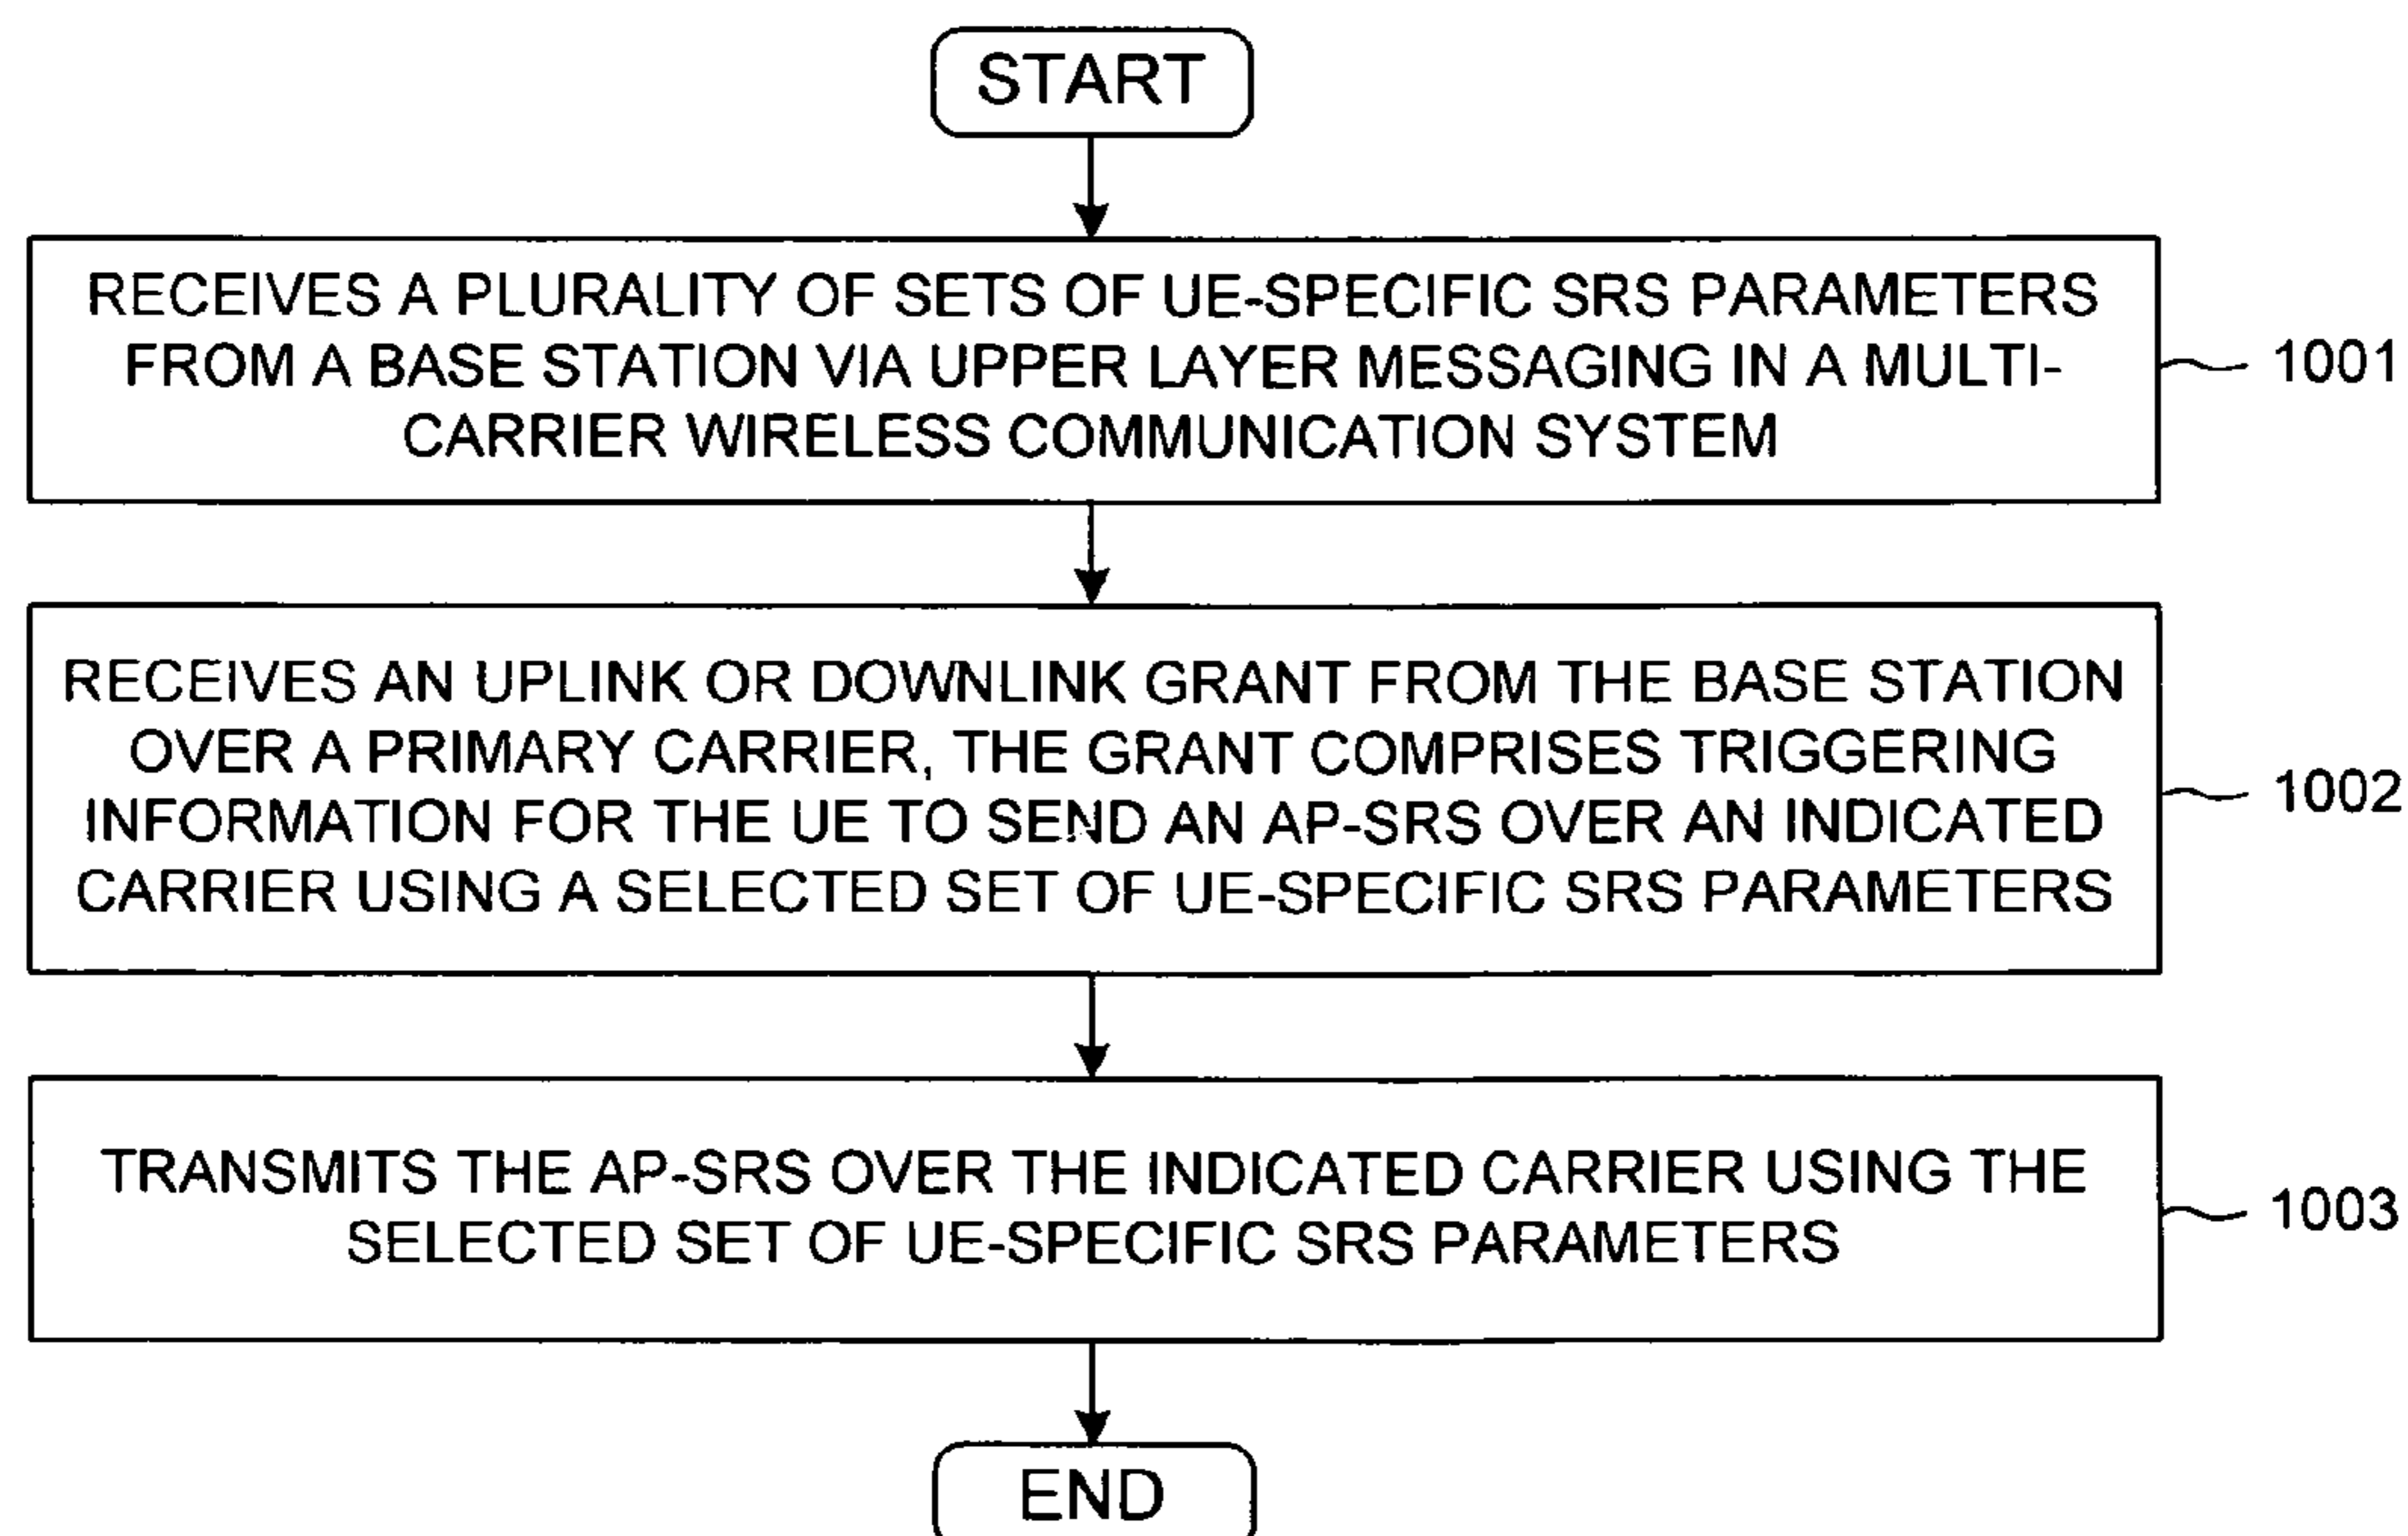 START
RECEIVES A PLURALITY OF SETS OF UE-SPECIFIC SRS PARAMETERS
FROM A BASE STATION VIA UPPER LAYER MESSAGING IN A MULTI-
CARRIER WIRELESS COMMUNICATION SYSTEM
1001
RECEIVES AN UPLINK OR DOWNLINK GRANT FROM THE BASE STATION
OVER A PRIMARY CARRIER, THE GRANT COMPRISES TRIGGERING
INFORMATION FOR THE UE TO SEND AN AP-SRS OVER AN INDICATED
CARRIER USING A SELECTED SET OF UE-SPECIFIC SRS PARAMETERS
1002
TRANSMITS THE AP-SRS OVER THE INDICATED CARRIER USING THE
SELECTED SET OF UE-SPECIFIC SRS PARAMETERS
1003
END